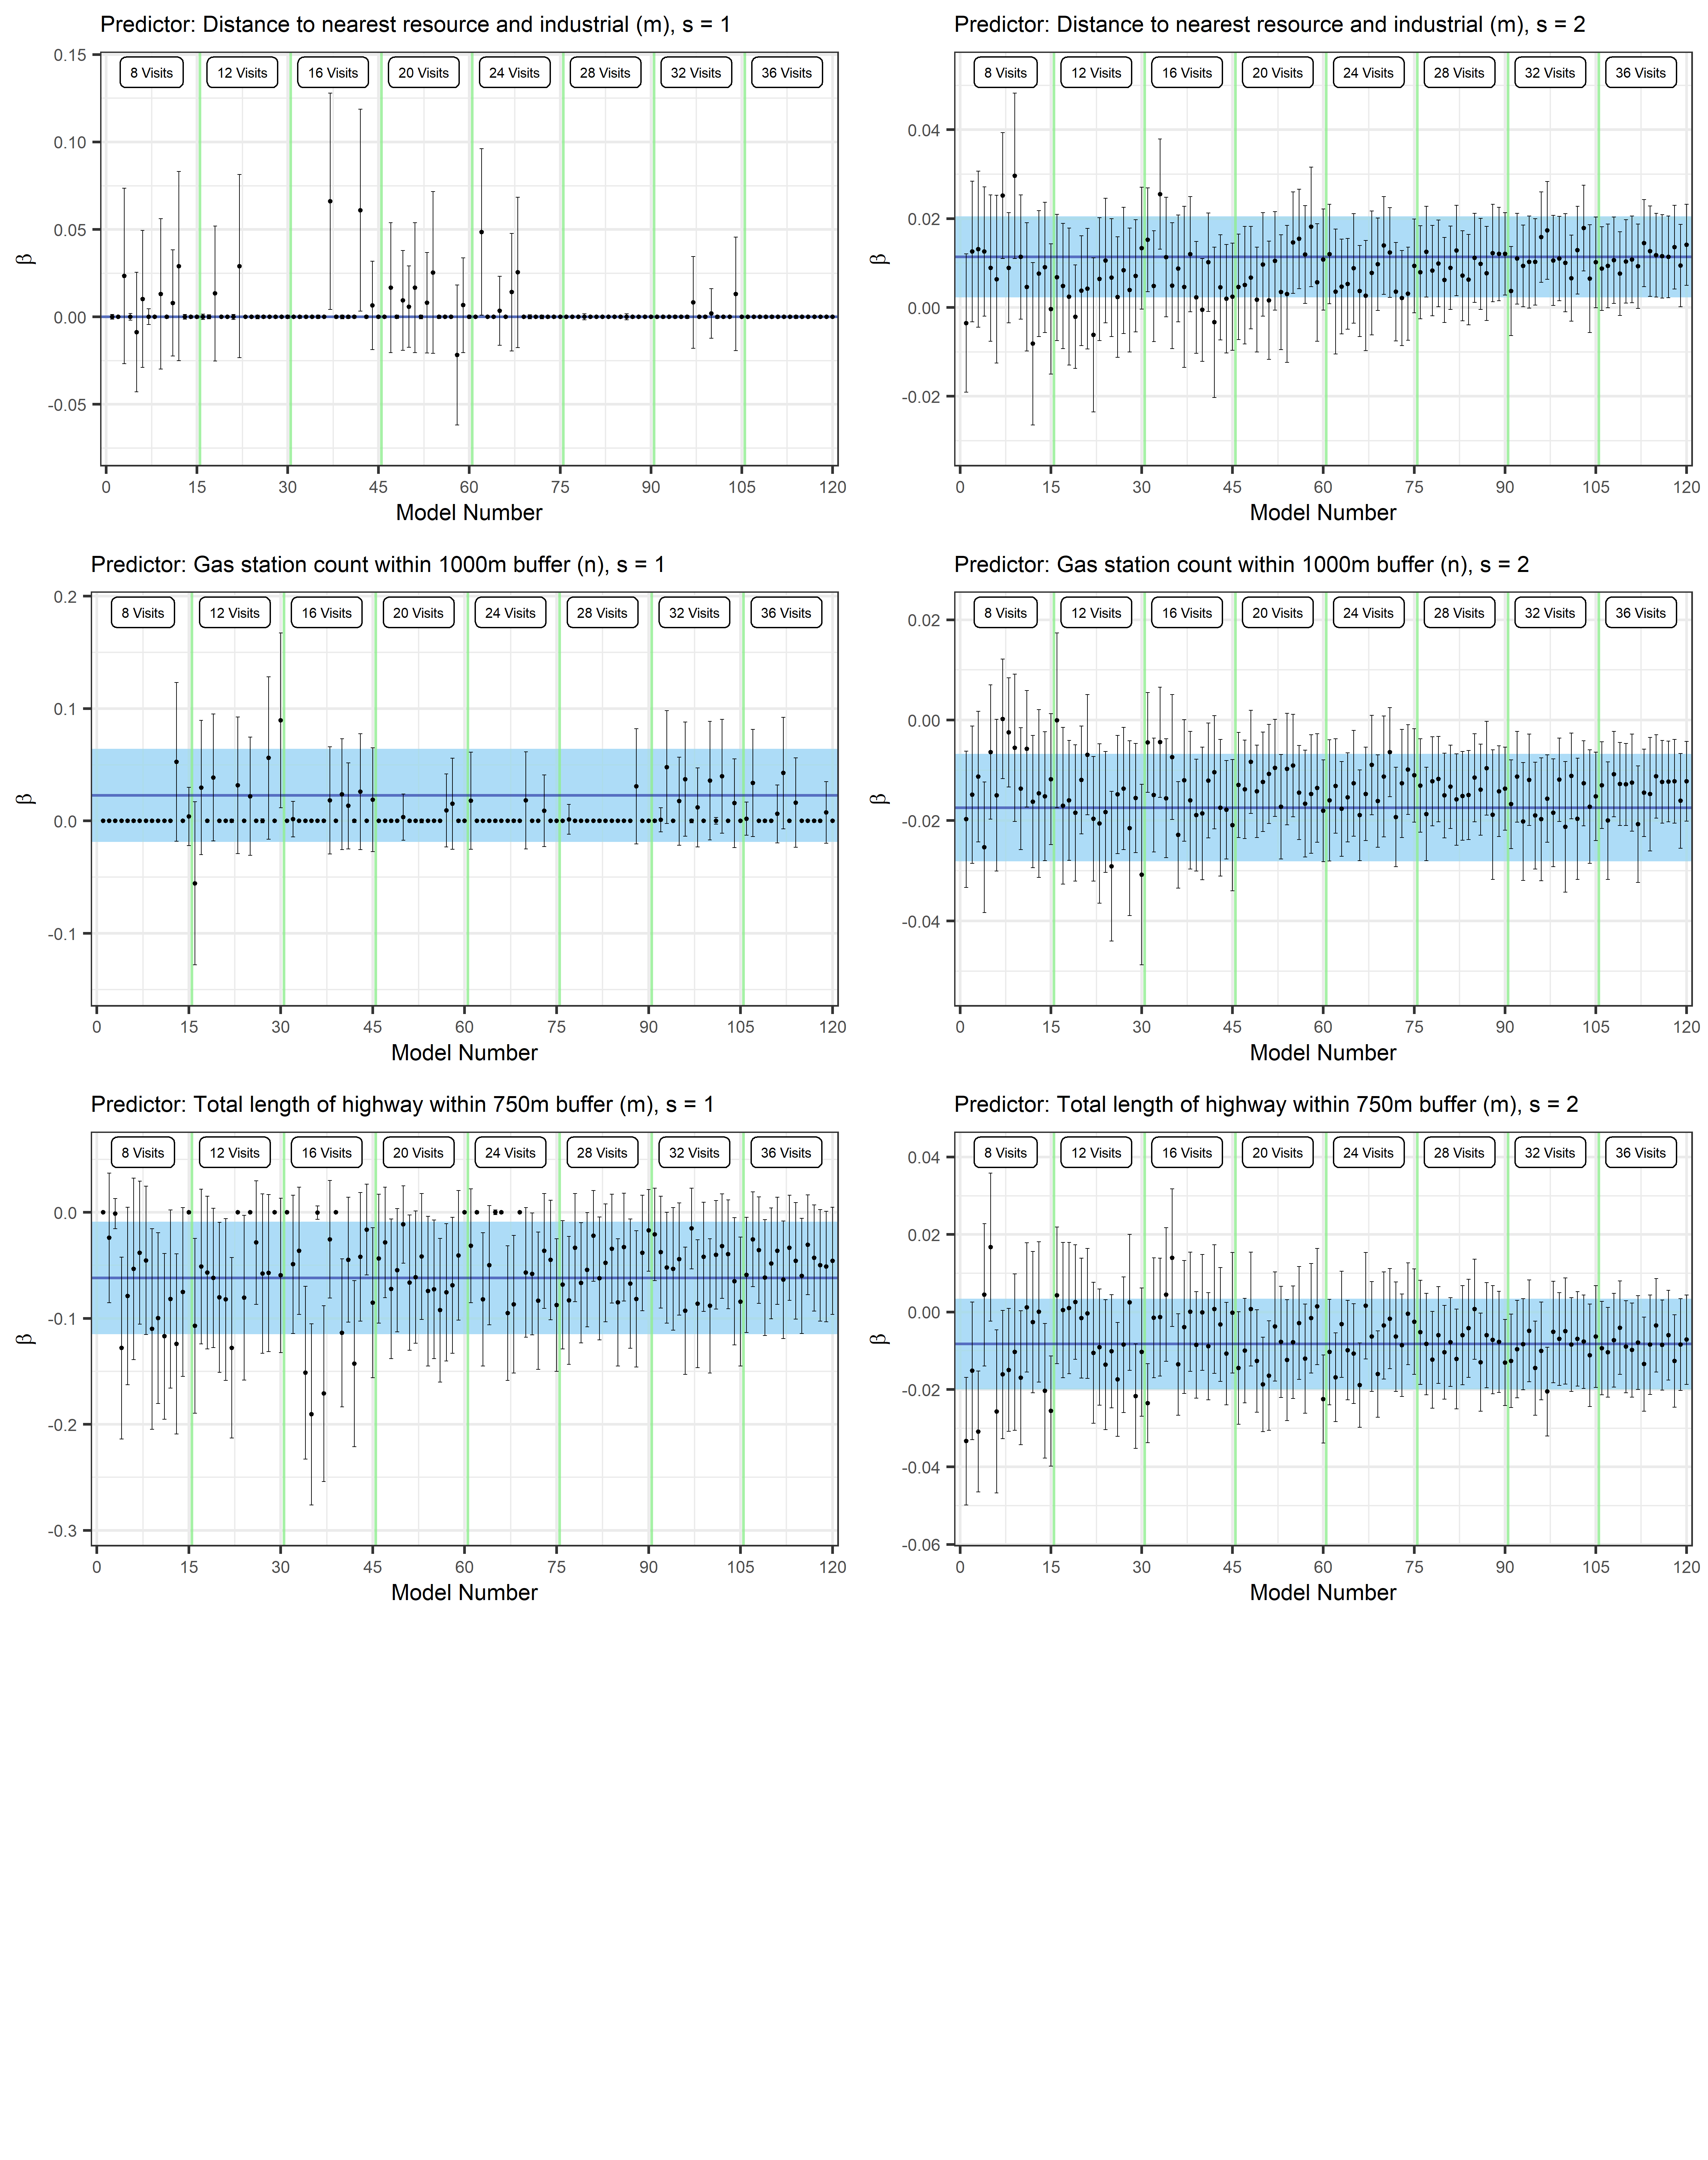 Predictor: Distance to nearest resource and industrial (m), s = 1
0.15
8 Visits 12 Visits 16 Visits 20 Visits 24 Visits 28 Visits 32 Visits 36 Visits
0.10
0.05
β
0.00
-0.05
0 15 30 45 60 75 90 105 120
Model Number
Predictor: Distance to nearest resource and industrial (m), s = 2
8 Visits 12 Visits 16 Visits 20 Visits 24 Visits 28 Visits 32 Visits 36 Visits
0.04
0.02
β
0.00
-0.02
0 15 30 45 60 75 90 105 120
Model Number
Predictor: Gas station count within 1000m buffer (n), s = 1
0.2
8 Visits 12 Visits 16 Visits 20 Visits 24 Visits 28 Visits 32 Visits 36 Visits
0.1
β
0.0
-0.1
0 15 30 45 60 75 90 105 120
Model Number
Predictor: Gas station count within 1000m buffer (n), s = 2
0.02
8 Visits 12 Visits 16 Visits 20 Visits 24 Visits 28 Visits 32 Visits 36 Visits
0.00
β
-0.02
-0.04
0 15 30 45 60 75 90 105 120
Model Number
Predictor: Total length of highway within 750m buffer (m), s = 1
8 Visits 12 Visits 16 Visits 20 Visits 24 Visits 28 Visits 32 Visits 36 Visits
0.0
-0.1
β
-0.2
-0.3
0 15 30 45 60 75 90 105 120
Model Number
Predictor: Total length of highway within 750m buffer (m), s = 2
0.04
8 Visits 12 Visits 16 Visits 20 Visits 24 Visits 28 Visits 32 Visits 36 Visits
0.02
0.00
β
-0.02
-0.04
-0.06
0 15 30 45 60 75 90 105 120
Model Number